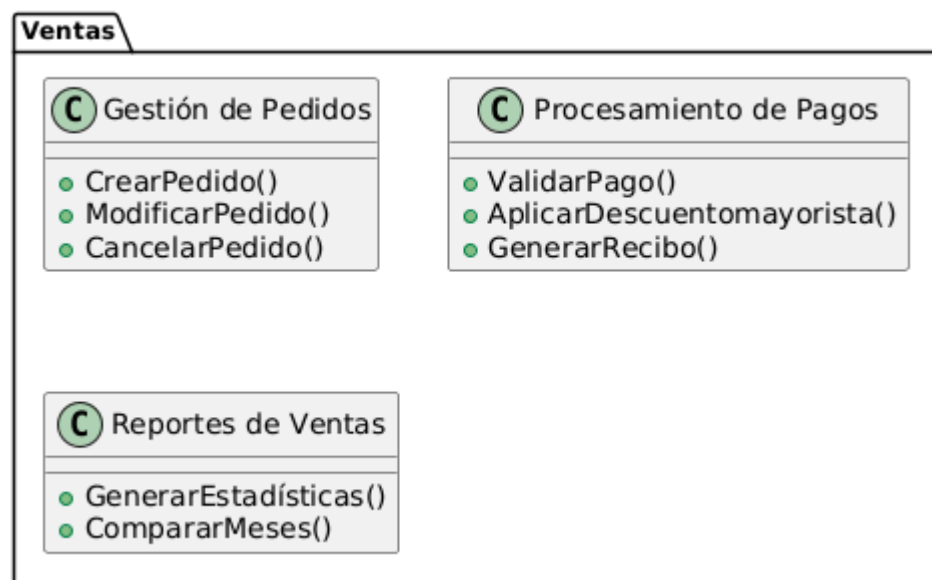 Ventas
C Gestión de Pedidos
CrearPedido()
ModificarPedido()
CancelarPedido()
C Procesamiento de Pagos
ValidarPago()
AplicarDescuentomayorista()
GenerarRecibo()
C Reportes de Ventas
GenerarEstadísticas()
CompararMeses()